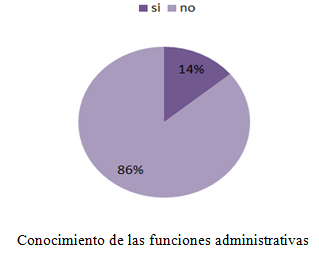 si no
14%
86%
Conocimiento de las funciones administrativas